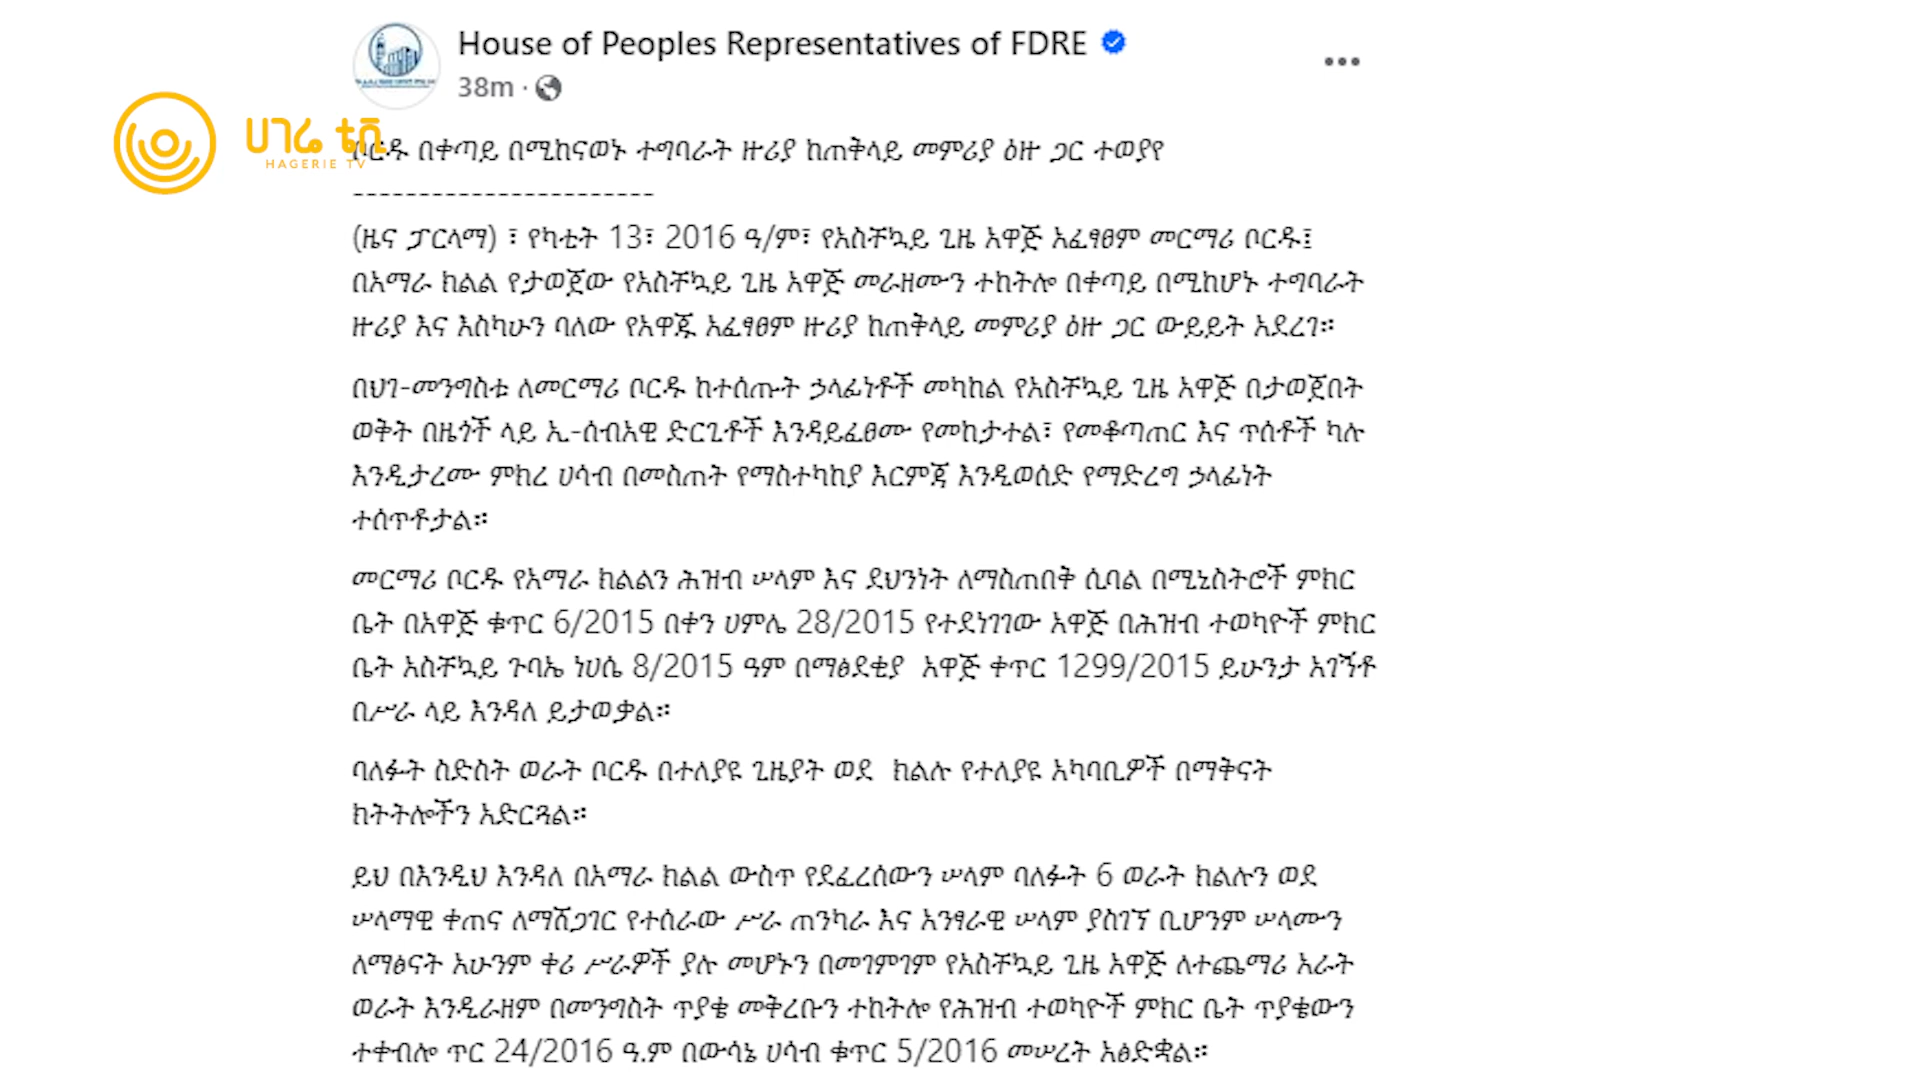 House of Peoples Representatives of FDRE
38m ·
ሀገሬ ቲቪ
HAGERIE TV
ቦርዱ በቀጣይ በሚከናወኑ ተግባራት ዙሪያ ከጠቅላይ መምሪያ ዕዙ ጋር ተወያየ
-----------------------
(ዜና ፓርላማ) ፣ የካቲት 13፣ 2016 ዓ/ም፣ የአስቸኳይ ጊዜ አዋጅ አፈፃፀም መርማሪ ቦርዱ፤
በአማራ ክልል የታወጀው የአስቸኳይ ጊዜ አዋጅ መራዘሙን ተከትሎ በቀጣይ በሚከሆኑ ተግባራት
ዙሪያ እና እስካሁን ባለው የአዋጁ አፈፃፀም ዙሪያ ከጠቅላይ መምሪያ ዕዙ ጋር ውይይት አደረገ።
በህገ-መንግስቱ ለመርማሪ ቦርዱ ከተሰጡት ኃላፊነቶች መካከል የአስቸኳይ ጊዜ አዋጅ በታወጀበት
ወቅት በዜጎች ላይ ኢ-ሰብአዊ ድርጊቶች እንዳይፈፀሙ የመከታተል፣ የመቆጣጠር እና ጥሰቶች ካሉ
እንዲታረሙ ምክረ ሀሳብ በመስጠት የማስተካከያ እርምጃ እንዲወሰድ የማድረግ ኃላፊነት
ተሰጥቶታል።
መርማሪ ቦርዱ የአማራ ክልልን ሕዝብ ሠላም እና ደህንነት ለማስጠበቅ ሲባል በሚኒስትሮች ምክር
ቤት በአዋጅ ቁጥር 6/2015 በቀን ሀምሌ 28/2015 የተደነገገው አዋጅ በሕዝብ ተወካዮች ምክር
ቤት አስቸኳይ ጉባኤ ነሀሴ 8/2015 ዓም በማፅደቂያ አዋጅ ቀጥር 1299/2015 ይሁንታ አገኝቶ
በሥራ ላይ እንዳለ ይታወቃል።
ባለፉት ስድስት ወራት ቦርዱ በተለያዩ ጊዜያት ወደ ክልሉ የተለያዩ አካባቢዎች በማቅናት
ክትትሎችን አድርጓል።
ይህ በእንዲህ እንዳለ በአማራ ክልል ውስጥ የደፈረሰውን ሠላም ባለፉት 6 ወራት ክልሉን ወደ
ሠላማዊ ቀጠና ለማሸጋገር የተሰራው ሥራ ጠንካራ እና አንፃራዊ ሠላም ያስገኘ ቢሆንም ሠላሙን
ለማፅናት አሁንም ቀሪ ሥራዎች ያሉ መሆኑን በመገምገም የአስቸኳይ ጊዜ አዋጅ ለተጨማሪ አራት
ወራት እንዲራዘም በመንግስት ጥያቄ መቅረቡን ተከትሎ የሕዝብ ተወካዮች ምክር ቤት ጥያቄውን
ተቀብሎ ጥር 24/2016 ዓ.ም በውሳኔ ሀሳብ ቁጥር 5/2016 መሠረት አፅድቋል።